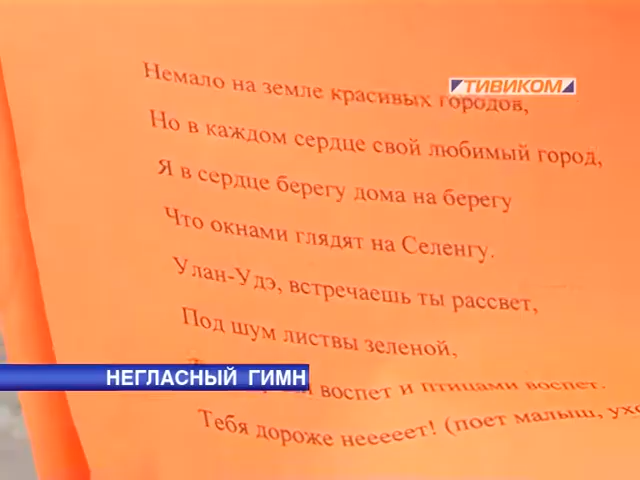 ТИВИКОМ
Немало на земле красивых городов,
Но в каждом сердце свой любимый город,
Я в сердце берегу дома на берегу
Что окнами глядят на Селенгу.
Улан-Удэ, встречаешь ты рассвет,
Под шум листвы зеленой,
воспет и птицами воспет.
НЕГЛАСНЫЙ ГИМН
Тебя дороже нееееет! (поет малыш,